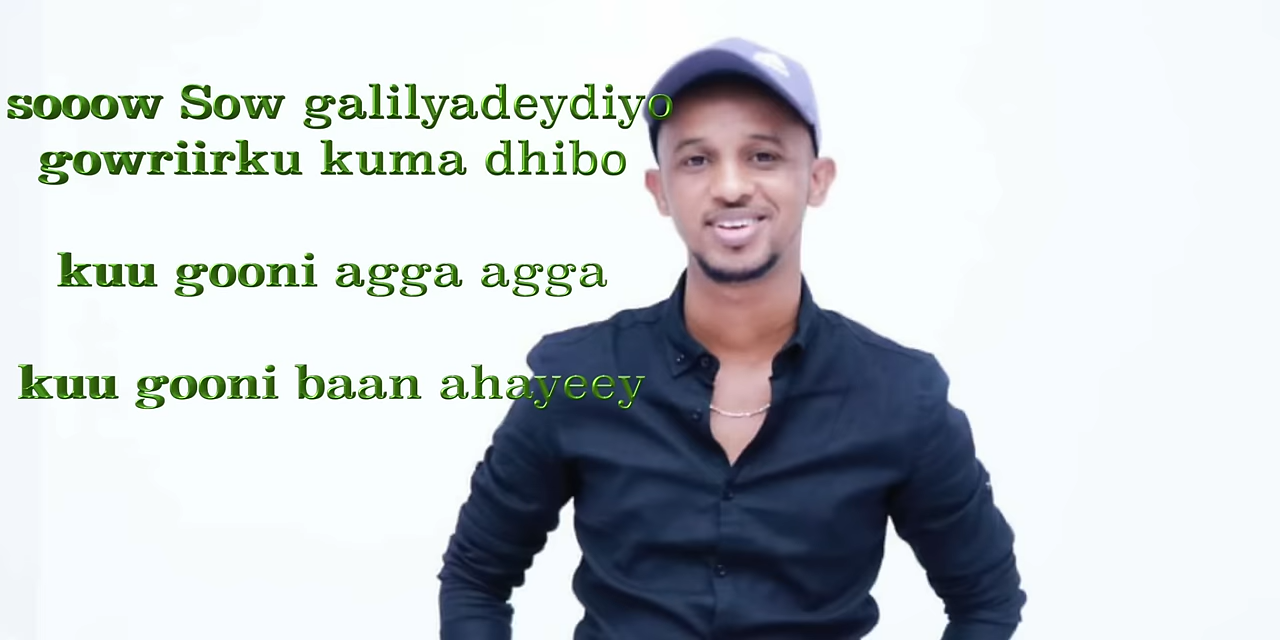 sooow Sow galilyadeydiyo
gowriirku kuma dhibo
kuu gooni agga agga
kuu gooni baan ahayeey